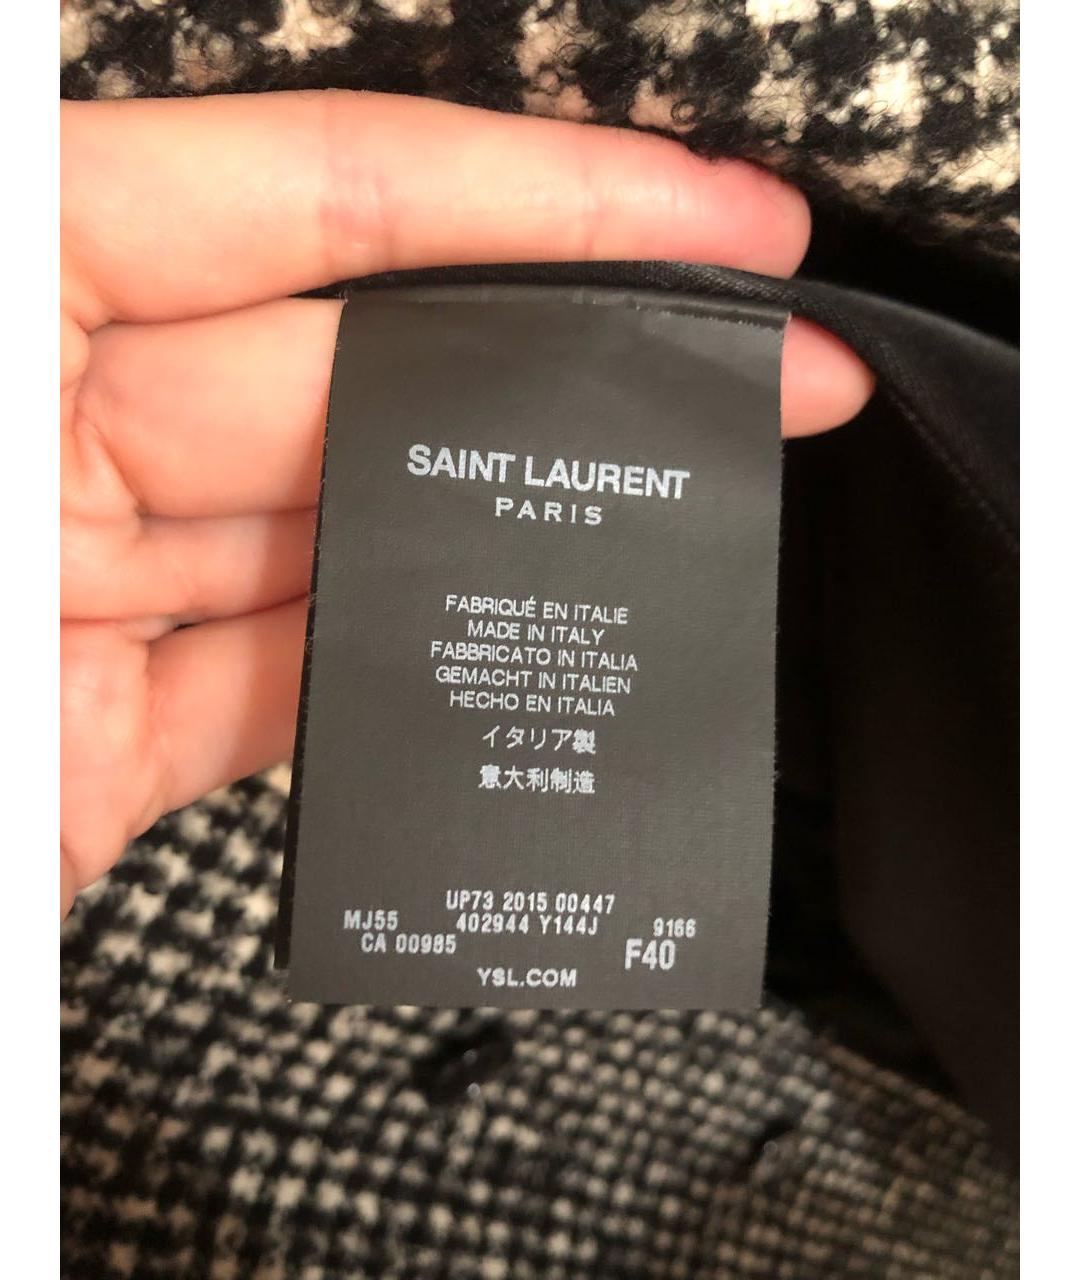 SAINT LAURENT
PARIS
FABRIQUÉ EN ITALIE
MADE IN ITALY
FABBRICATO IN ITALIA
GEMACHT IN ITALIEN
HECHO EN ITALIA
イタリア製
意大利制造
UP73 2015 00447
MJ55 402944 Y144J 9166
CA 00985 F40
YSL.COM